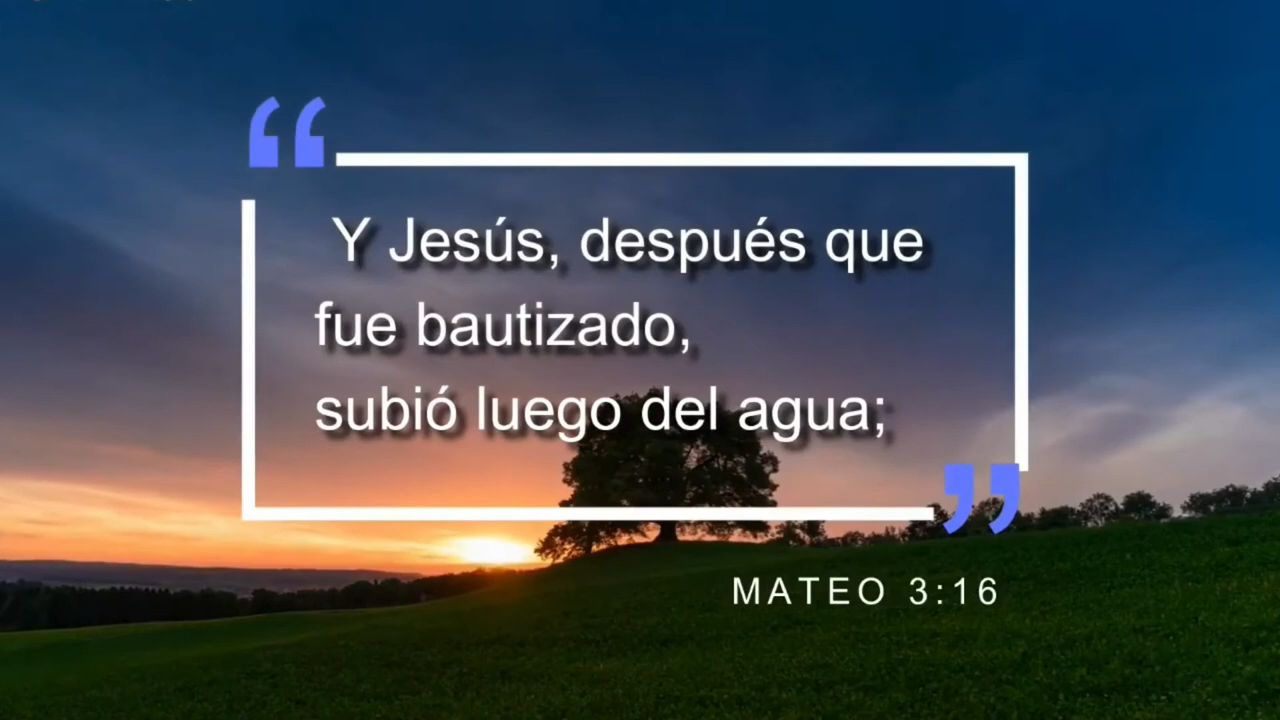 Y Jesús, después que
fue bautizado,
subió luego del agua;
MATEO 3:16